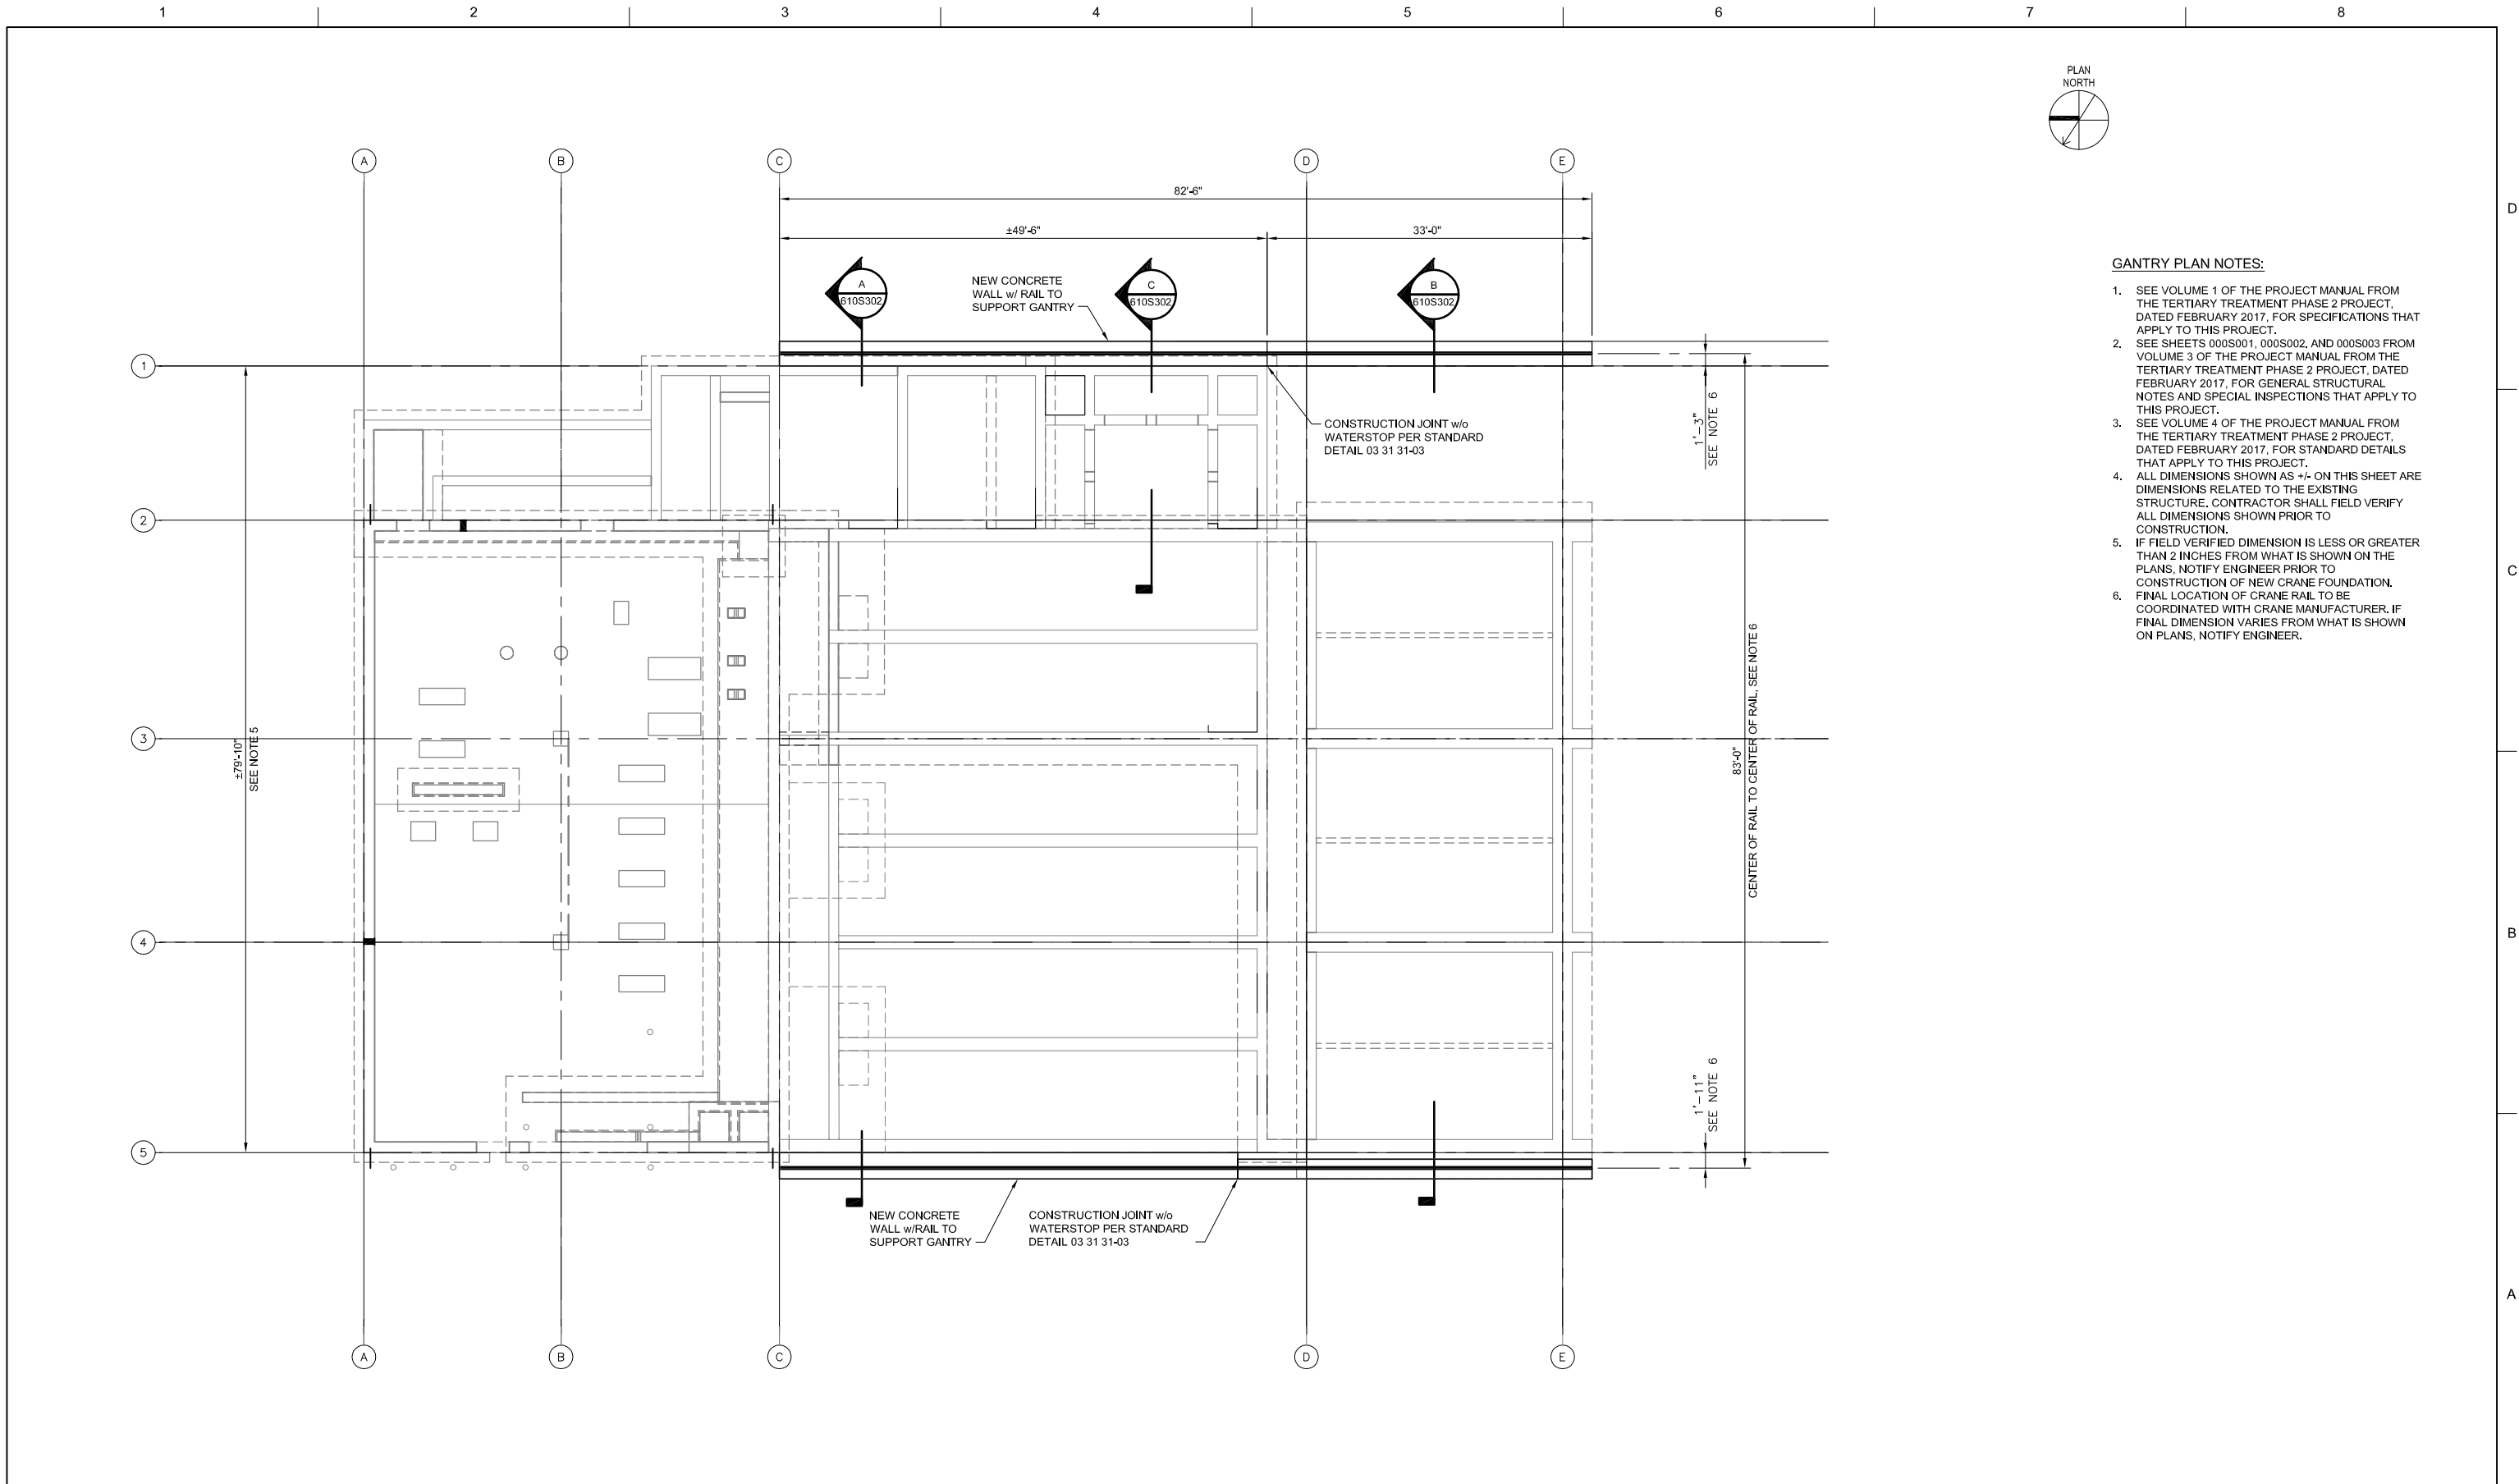 1 2 3 4 5 6 7 8
PLAN
NORTH
A B C D E
82'-6"
D
±49'-6" 33'-0"
A
610S302
C
610S302
B
610S302
NEW CONCRETE
WALL w/ RAIL TO
SUPPORT GANTRY
GANTRY PLAN NOTES:
1. SEE VOLUME 1 OF THE PROJECT MANUAL FROM
THE TERTIARY TREATMENT PHASE 2 PROJECT,
DATED FEBRUARY 2017, FOR SPECIFICATIONS THAT
APPLY TO THIS PROJECT.
2. SEE SHEETS 000S001, 000S002, AND 000S003 FROM
VOLUME 3 OF THE PROJECT MANUAL FROM THE
TERTIARY TREATMENT PHASE 2 PROJECT, DATED
FEBRUARY 2017, FOR GENERAL STRUCTURAL
NOTES AND SPECIAL INSPECTIONS THAT APPLY TO
THIS PROJECT.
3. SEE VOLUME 4 OF THE PROJECT MANUAL FROM
THE TERTIARY TREATMENT PHASE 2 PROJECT,
DATED FEBRUARY 2017, FOR STANDARD DETAILS
THAT APPLY TO THIS PROJECT.
4. ALL DIMENSIONS SHOWN AS +/- ON THIS SHEET ARE
DIMENSIONS RELATED TO THE EXISTING
STRUCTURE. CONTRACTOR SHALL FIELD VERIFY
ALL DIMENSIONS SHOWN PRIOR TO
CONSTRUCTION.
5. IF FIELD VERIFIED DIMENSION IS LESS OR GREATER
THAN 2 INCHES FROM WHAT IS SHOWN ON THE
PLANS, NOTIFY ENGINEER PRIOR TO
CONSTRUCTION OF NEW CRANE FOUNDATION.
6. FINAL LOCATION OF CRANE RAIL TO BE
COORDINATED WITH CRANE MANUFACTURER. IF
FINAL DIMENSION VARIES FROM WHAT IS SHOWN
ON PLANS, NOTIFY ENGINEER.
1
CONSTRUCTION JOINT w/o
WATERSTOP PER STANDARD
DETAIL 03 31 31-03
1'-3"
SEE NOTE 6
2
C
3
±79'-10"
SEE NOTE 5
83'-0"
CENTER OF RAIL TO CENTER OF RAIL, SEE NOTE 6
4
B
1'-11"
SEE NOTE 6
5
NEW CONCRETE
WALL w/RAIL TO
SUPPORT GANTRY
CONSTRUCTION JOINT w/o
WATERSTOP PER STANDARD
DETAIL 03 31 31-03
A
A B C D E